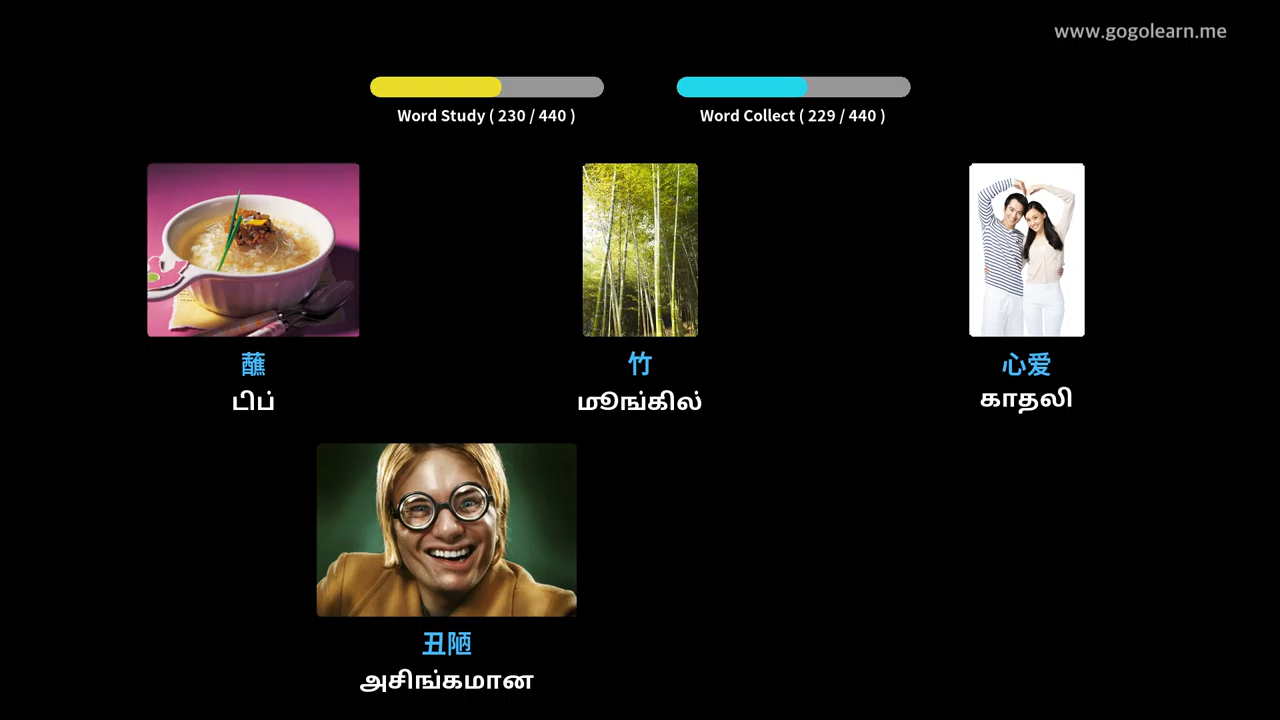 www.gogolearn.me
Word Study ( 230 / 440 )
Word Collect ( 229 / 440 )
蘸
பிப்
竹
மூங்கில்
心爱
காதலி
丑陋
அசிங்கமான